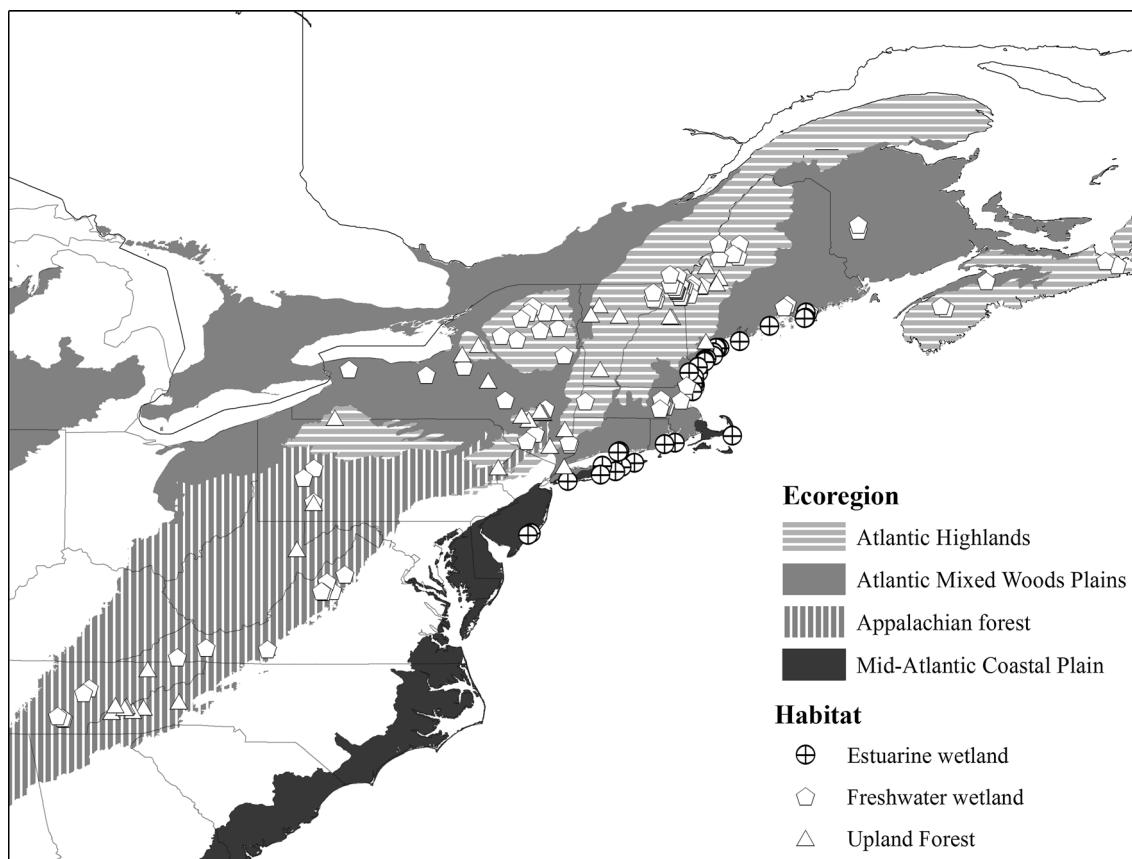 Ecoregion
Atlantic Highlands
Atlantic Mixed Woods Plains
Appalachian forest
Mid-Atlantic Coastal Plain
Habitat
Estuarine wetland
Freshwater wetland
Upland Forest